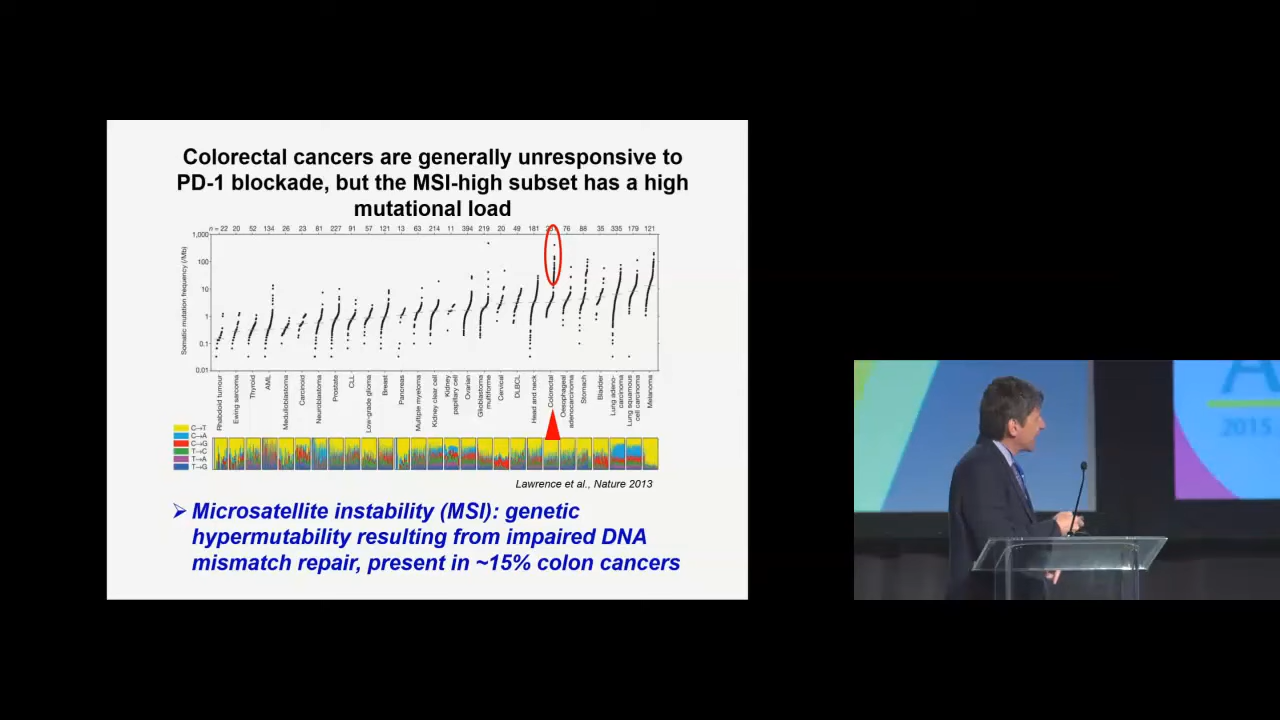 Colorectal cancers are generally unresponsive to
PD-1 blockade, but the MSI-high subset has a high
mutational load
n = 22 20 52 134 26 23 81 227 91 57 121 13 63 214 11 394 219 20 49 181 76 88 35 335 179 121
Somatic mutation frequency (/Mb)
1,000
100
10
1
0.1
0.01
Rhabdoid tumour
Ewing sarcoma
Thyroid
AML
Medulloblastoma
Carcinoid
Neuroblastoma
Prostate
CLL
Low-grade glioma
Breast
Pancreas
Multiple myeloma
Kidney clear cell
Kidney
papillary cell
Ovarian
Glioblastoma
multiforme
Cervical
DLBCL
Head and neck
Colorectal
Oesophageal
adenocarcinoma
Stomach
Bladder
Lung adeno-
carcinoma
Lung squamous
cell carcinoma
Melanoma
C→T
C→A
C→G
T→C
T→A
T→G
Lawrence et al., Nature 2013
➢ Microsatellite instability (MSI): genetic
hypermutability resulting from impaired DNA
mismatch repair, present in ~15% colon cancers
A
2015